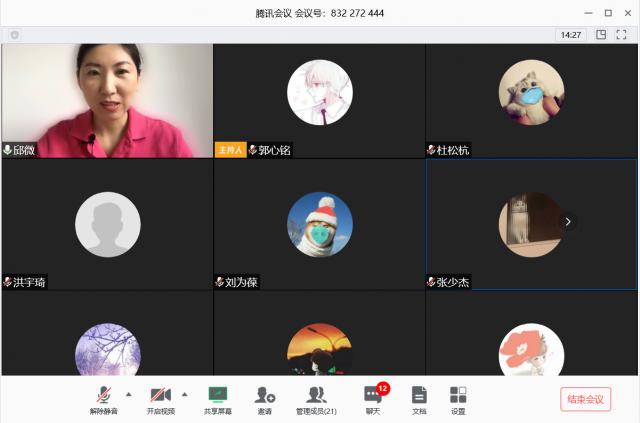 腾讯会议 会议号：832 272 444
14:27
邱微
主持人 郭心铭
杜松杭
洪宇琦
刘为葆
张少杰
解除静音
开启视频
共享屏幕
邀请
管理成员(21)
12
聊天
文档
设置
结束会议